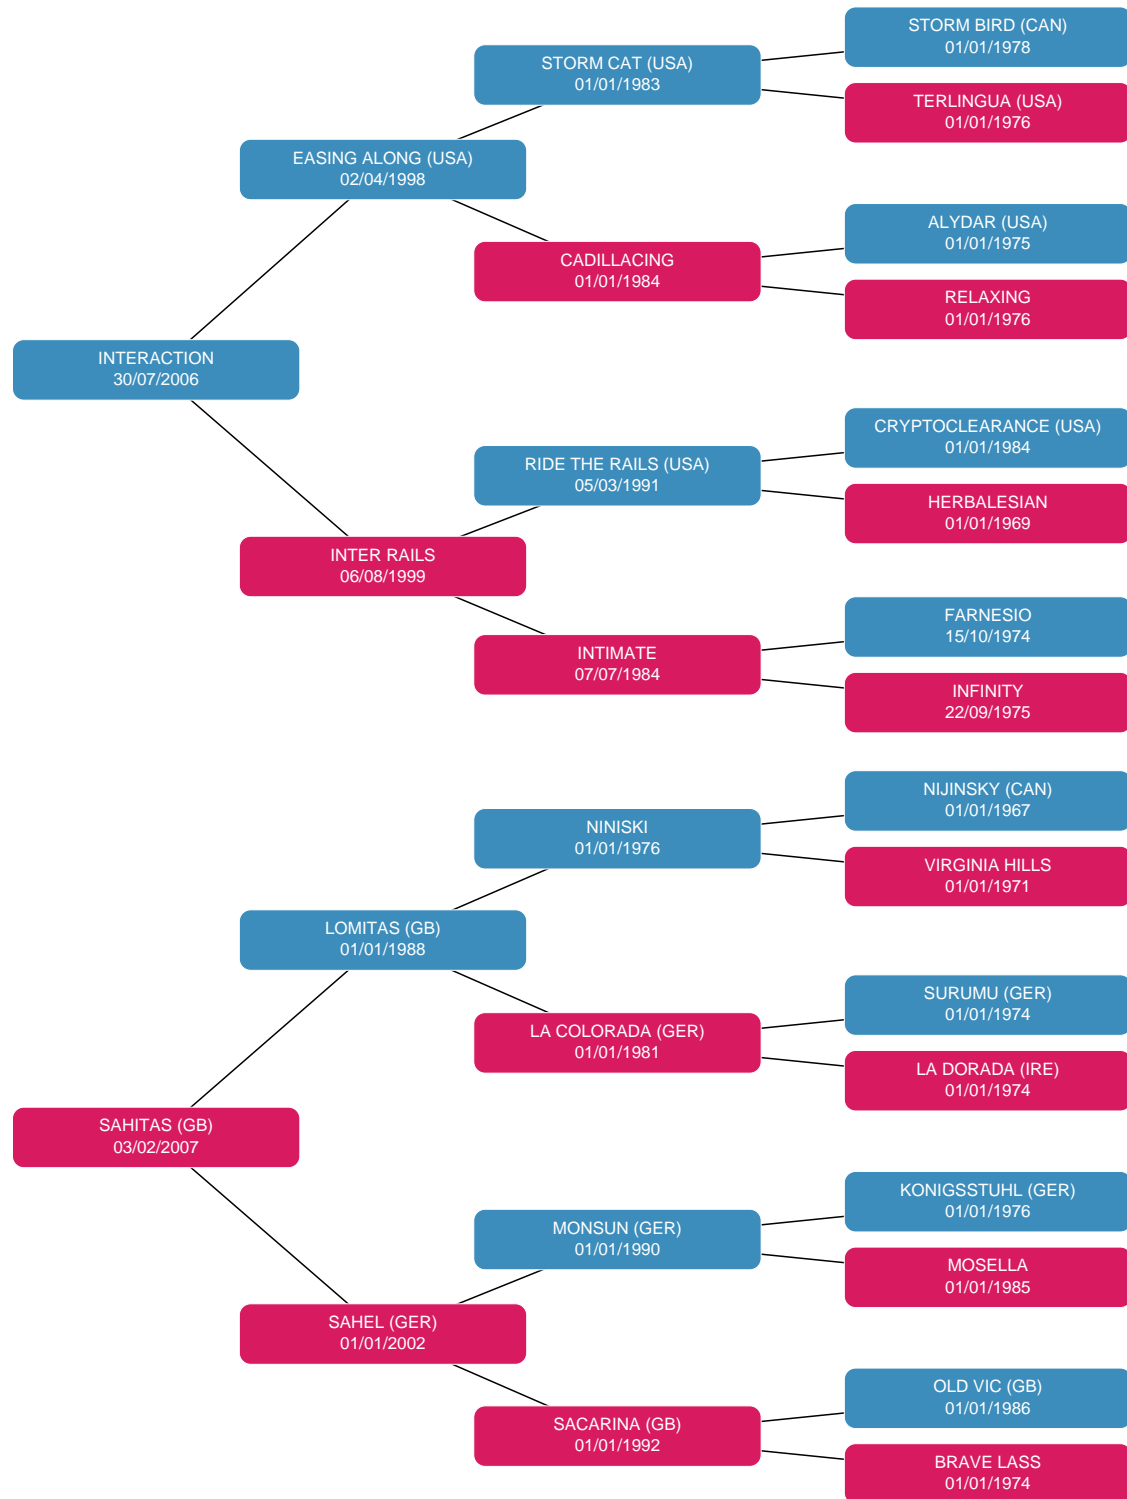 STORM BIRD (CAN)
01/01/1978
STORM CAT (USA)
01/01/1983
TERLINGUA (USA)
01/01/1976
EASING ALONG (USA)
02/04/1998
ALYDAR (USA)
01/01/1975
CADILLACING
01/01/1984
RELAXING
01/01/1976
INTERACTION
30/07/2006
CRYPTOCLEARANCE (USA)
01/01/1984
RIDE THE RAILS (USA)
05/03/1991
HERBALESIAN
01/01/1969
INTER RAILS
06/08/1999
FARNESIO
15/10/1974
INTIMATE
07/07/1984
INFINITY
22/09/1975
NIJINSKY (CAN)
01/01/1967
NINISKI
01/01/1976
VIRGINIA HILLS
01/01/1971
LOMITAS (GB)
01/01/1988
SURUMU (GER)
01/01/1974
LA COLORADA (GER)
01/01/1981
LA DORADA (IRE)
01/01/1974
SAHITAS (GB)
03/02/2007
KONIGSSTUHL (GER)
01/01/1976
MONSUN (GER)
01/01/1990
MOSELLA
01/01/1985
SAHEL (GER)
01/01/2002
OLD VIC (GB)
01/01/1986
SACARINA (GB)
01/01/1992
BRAVE LASS
01/01/1974